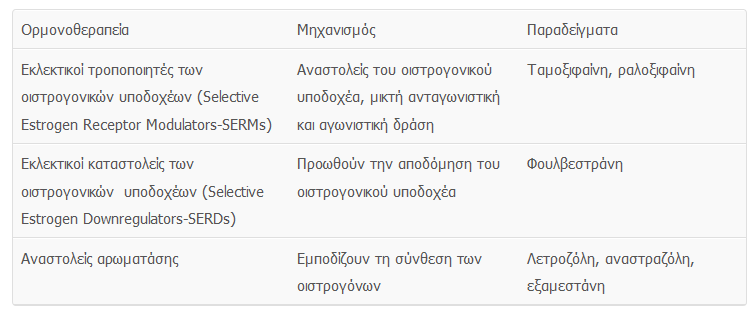 Ορμονοθεραπεία Μηχανισμός Παραδείγματα
Εκλεκτικοί τροποποιητές των Αναστολείς του οιστρογονικού Ταμοξιφαίνη, ραλοξιφαίνη
οιστρογονικών υποδοχέων (Selective υποδοχέα, μικτή ανταγωνιστική
Estrogen Receptor Modulators-SERMs) και αγωνιστική δράση
Εκλεκτικοί καταστολείς των Προωθούν την αποδόμηση του Φουλβεστράνη
οιστρογονικών υποδοχέων (Selective οιστρογονικού υποδοχέα
Estrogen Downregulators-SERDs)
Αναστολείς αρωματάσης Εμποδίζουν τη σύνθεση των Λετροζόλη, αναστραζόλη,
οιστρογόνων εξαμεστάνη